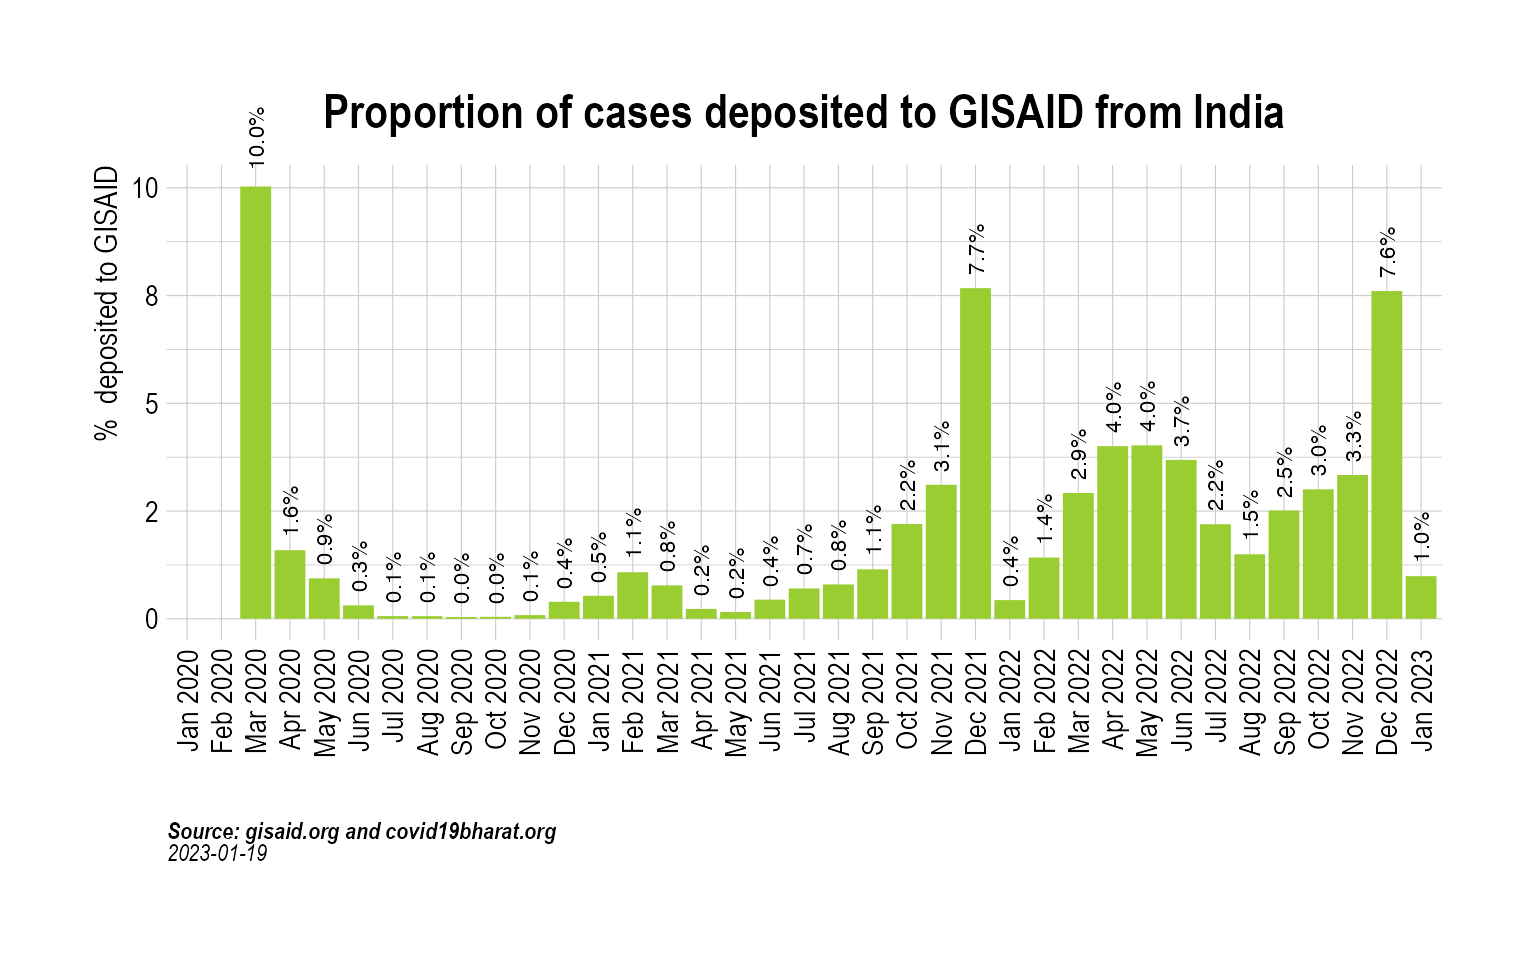 Proportion of cases deposited to GISAID from India
% deposited to GISAID
10
8
5
2
0
10.0%
1.6%
0.9%
0.3%
0.1%
0.1%
0.0%
0.0%
0.1%
0.4%
0.5%
1.1%
0.8%
0.2%
0.2%
0.4%
0.7%
0.8%
1.1%
2.2%
3.1%
7.7%
0.4%
1.4%
2.9%
4.0%
4.0%
3.7%
2.2%
1.5%
2.5%
3.0%
3.3%
7.6%
1.0%
Jan 2020
Feb 2020
Mar 2020
Apr 2020
May 2020
Jun 2020
Jul 2020
Aug 2020
Sep 2020
Oct 2020
Nov 2020
Dec 2020
Jan 2021
Feb 2021
Mar 2021
Apr 2021
May 2021
Jun 2021
Jul 2021
Aug 2021
Sep 2021
Oct 2021
Nov 2021
Dec 2021
Jan 2022
Feb 2022
Mar 2022
Apr 2022
May 2022
Jun 2022
Jul 2022
Aug 2022
Sep 2022
Oct 2022
Nov 2022
Dec 2022
Jan 2023
Source: gisaid.org and covid19bharat.org
2023-01-19